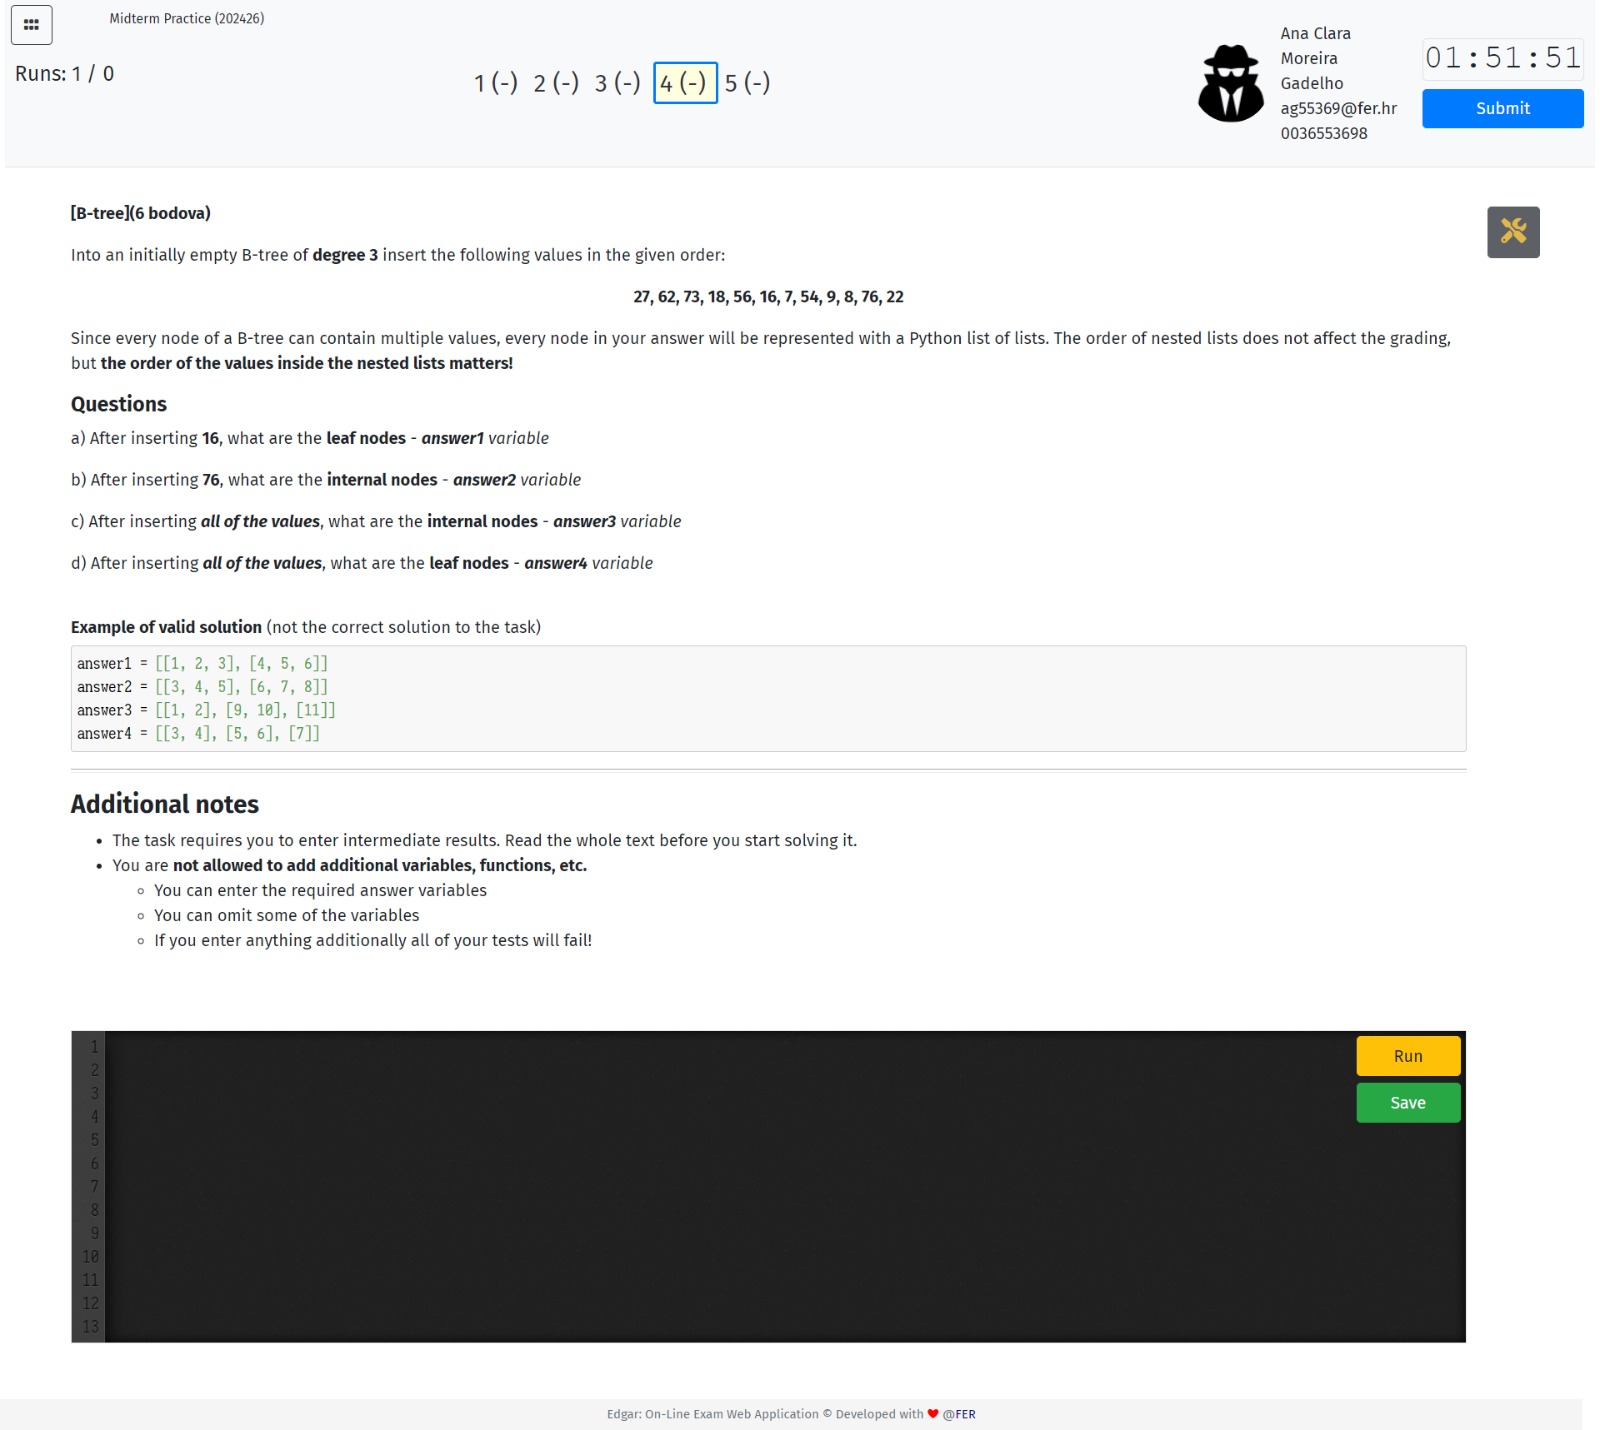 Midterm Practice (202426)
Runs: 1 / 0
1 (-) 2 (-) 3 (-) 4 (-) 5 (-)
Ana Clara
Moreira
Gadelho
ag55369@fer.hr
0036553698
01:51:51
Submit
[B-tree](6 bodova)
Into an initially empty B-tree of degree 3 insert the following values in the given order:
27, 62, 73, 18, 56, 16, 7, 54, 9, 8, 76, 22
Since every node of a B-tree can contain multiple values, every node in your answer will be represented with a Python list of lists. The order of nested lists does not affect the grading,
but the order of the values inside the nested lists matters!
Questions
a) After inserting 16, what are the leaf nodes - answer1 variable
b) After inserting 76, what are the internal nodes - answer2 variable
c) After inserting all of the values, what are the internal nodes - answer3 variable
d) After inserting all of the values, what are the leaf nodes - answer4 variable
Example of valid solution (not the correct solution to the task)
answer1 = [[1, 2, 3], [4, 5, 6]]
answer2 = [[3, 4, 5], [6, 7, 8]]
answer3 = [[1, 2], [9, 10], [11]]
answer4 = [[3, 4], [5, 6], [7]]
Additional notes
• The task requires you to enter intermediate results. Read the whole text before you start solving it.
• You are not allowed to add additional variables, functions, etc.
◦ You can enter the required answer variables
◦ You can omit some of the variables
◦ If you enter anything additionally all of your tests will fail!
1
2
3
4
5
6
7
8
9
10
11
12
13
Run
Save
Edgar: On-Line Exam Web Application © Developed with ❤ @FER